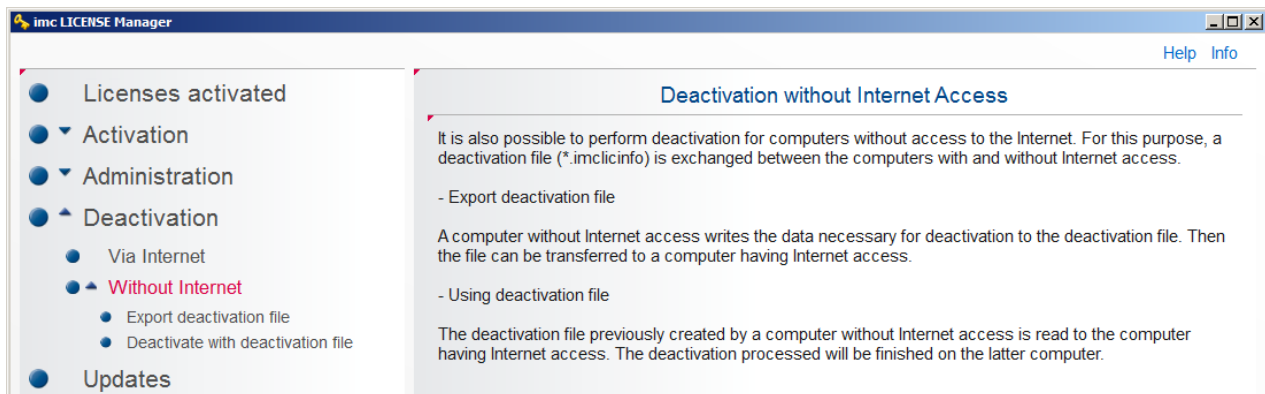 imc LICENSE Manager
Help Info
Licenses activated
Activation
Administration
Deactivation
Via Internet
Without Internet
Export deactivation file
Deactivate with deactivation file
Updates
Deactivation without Internet Access
It is also possible to perform deactivation for computers without access to the Internet. For this purpose, a
deactivation file (*.imclicinfo) is exchanged between the computers with and without Internet access.
- Export deactivation file
A computer without Internet access writes the data necessary for deactivation to the deactivation file. Then
the file can be transferred to a computer having Internet access.
- Using deactivation file
The deactivation file previously created by a computer without Internet access is read to the computer
having Internet access. The deactivation processed will be finished on the latter computer.